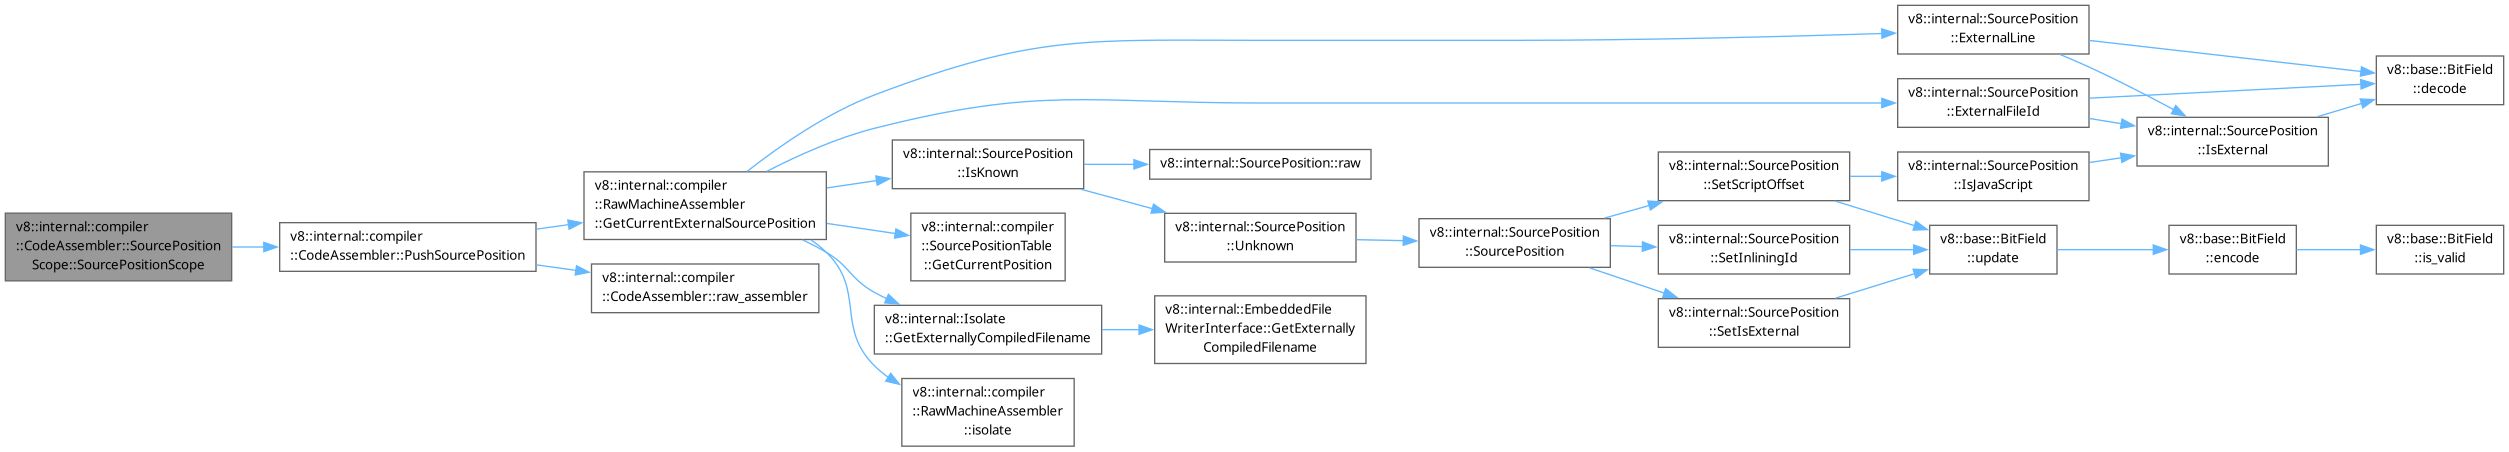 v8::internal::compiler
::CodeAssembler::SourcePosition
Scope::SourcePositionScope
v8::internal::compiler
::CodeAssembler::PushSourcePosition
v8::internal::compiler
::RawMachineAssembler
::GetCurrentExternalSourcePosition
v8::internal::compiler
::CodeAssembler::raw_assembler
v8::internal::SourcePosition
::IsKnown
v8::internal::compiler
::SourcePositionTable
::GetCurrentPosition
v8::internal::Isolate
::GetExternallyCompiledFilename
v8::internal::compiler
::RawMachineAssembler
::isolate
v8::internal::SourcePosition::raw
v8::internal::SourcePosition
::Unknown
v8::internal::EmbeddedFile
WriterInterface::GetExternally
CompiledFilename
v8::internal::SourcePosition
::SourcePosition
v8::internal::SourcePosition
::SetScriptOffset
v8::internal::SourcePosition
::SetInliningId
v8::internal::SourcePosition
::SetIsExternal
v8::internal::SourcePosition
::ExternalLine
v8::internal::SourcePosition
::ExternalFileId
v8::internal::SourcePosition
::IsJavaScript
v8::base::BitField
::update
v8::internal::SourcePosition
::IsExternal
v8::base::BitField
::encode
v8::base::BitField
::decode
v8::base::BitField
::is_valid